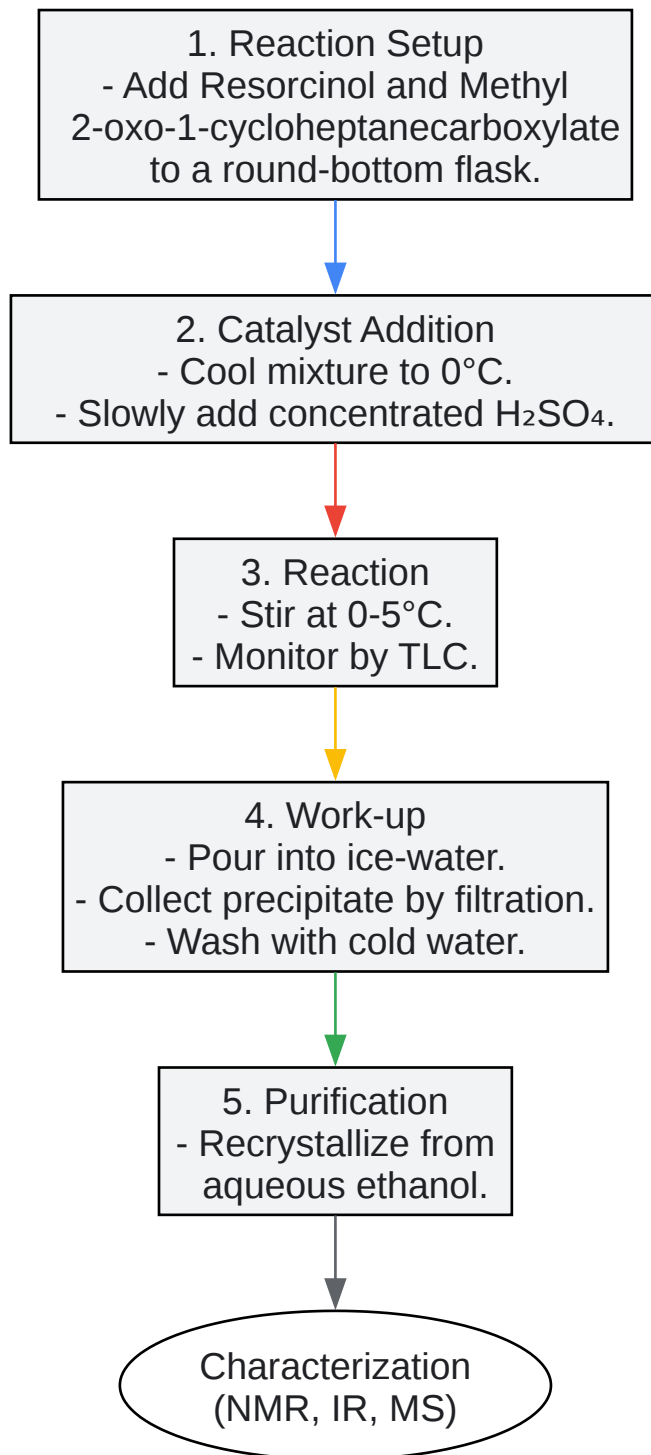 1. Reaction Setup
- Add Resorcinol and Methyl
2-oxo-1-cycloheptanecarboxylate
to a round-bottom flask.
2. Catalyst Addition
- Cool mixture to 0°C.
- Slowly add concentrated H₂SO₄.
3. Reaction
- Stir at 0-5°C.
- Monitor by TLC.
4. Work-up
- Pour into ice-water.
- Collect precipitate by filtration.
- Wash with cold water.
5. Purification
- Recrystallize from
aqueous ethanol.
Characterization
(NMR, IR, MS)